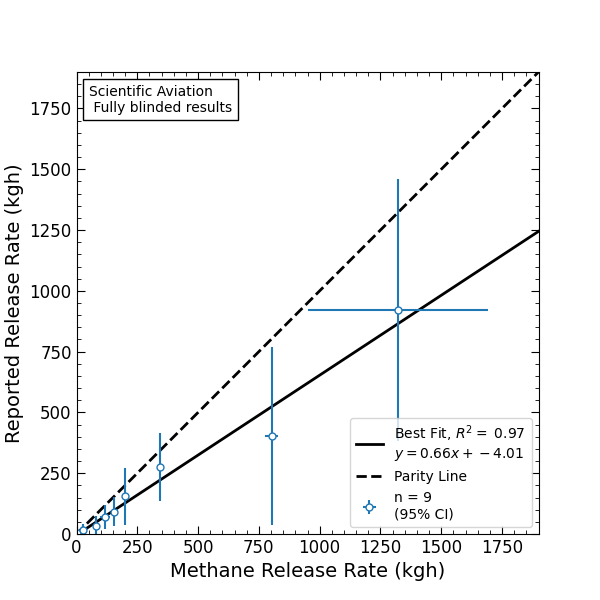 Scientific Aviation
Fully blinded results
Reported Release Rate (kgh)
1750
1500
1250
1000
750
500
250
0
0 250 500 750 1000 1250 1500 1750
Methane Release Rate (kgh)
Best Fit, R² = 0.97
y = 0.66x + −4.01
Parity Line
n = 9
(95% CI)